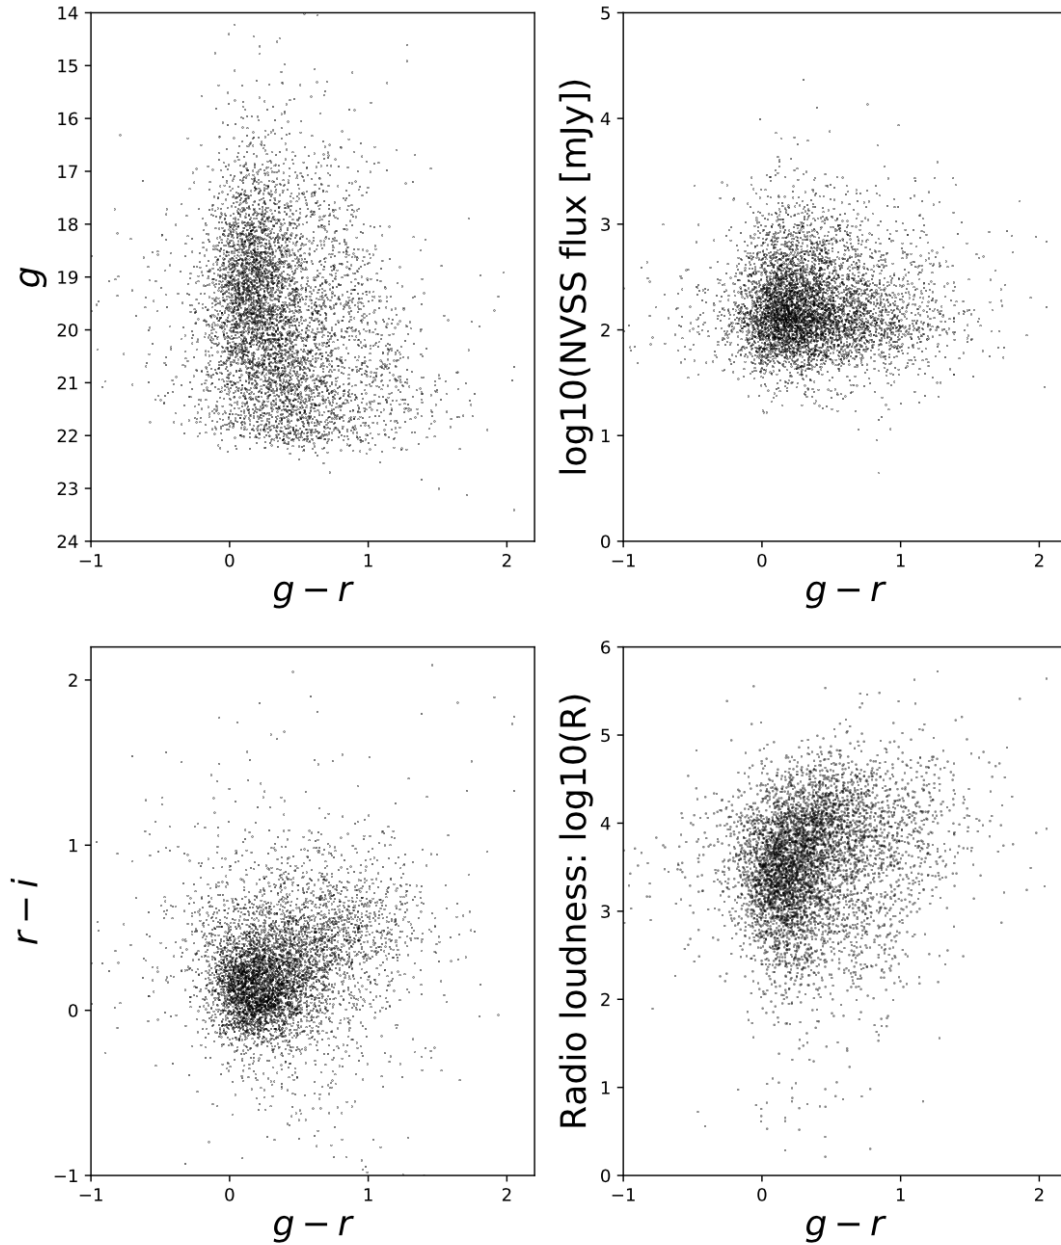 14
15
16
17
18
19
20
21
22
23
24
g
−1 0 1 2
g − r
5
4
3
2
1
0
log10(NVSS flux [mJy])
−1 0 1 2
g − r
2
1
0
−1
r − i
−1 0 1 2
g − r
6
5
4
3
2
1
0
Radio loudness: log10(R)
−1 0 1 2
g − r